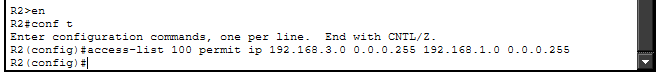 R2>en
R2#conf t
Enter configuration commands, one per line.  End with CNTL/Z.
R2(config)#access-list 100 permit ip 192.168.3.0 0.0.0.255 192.168.1.0 0.0.0.255
R2(config)#